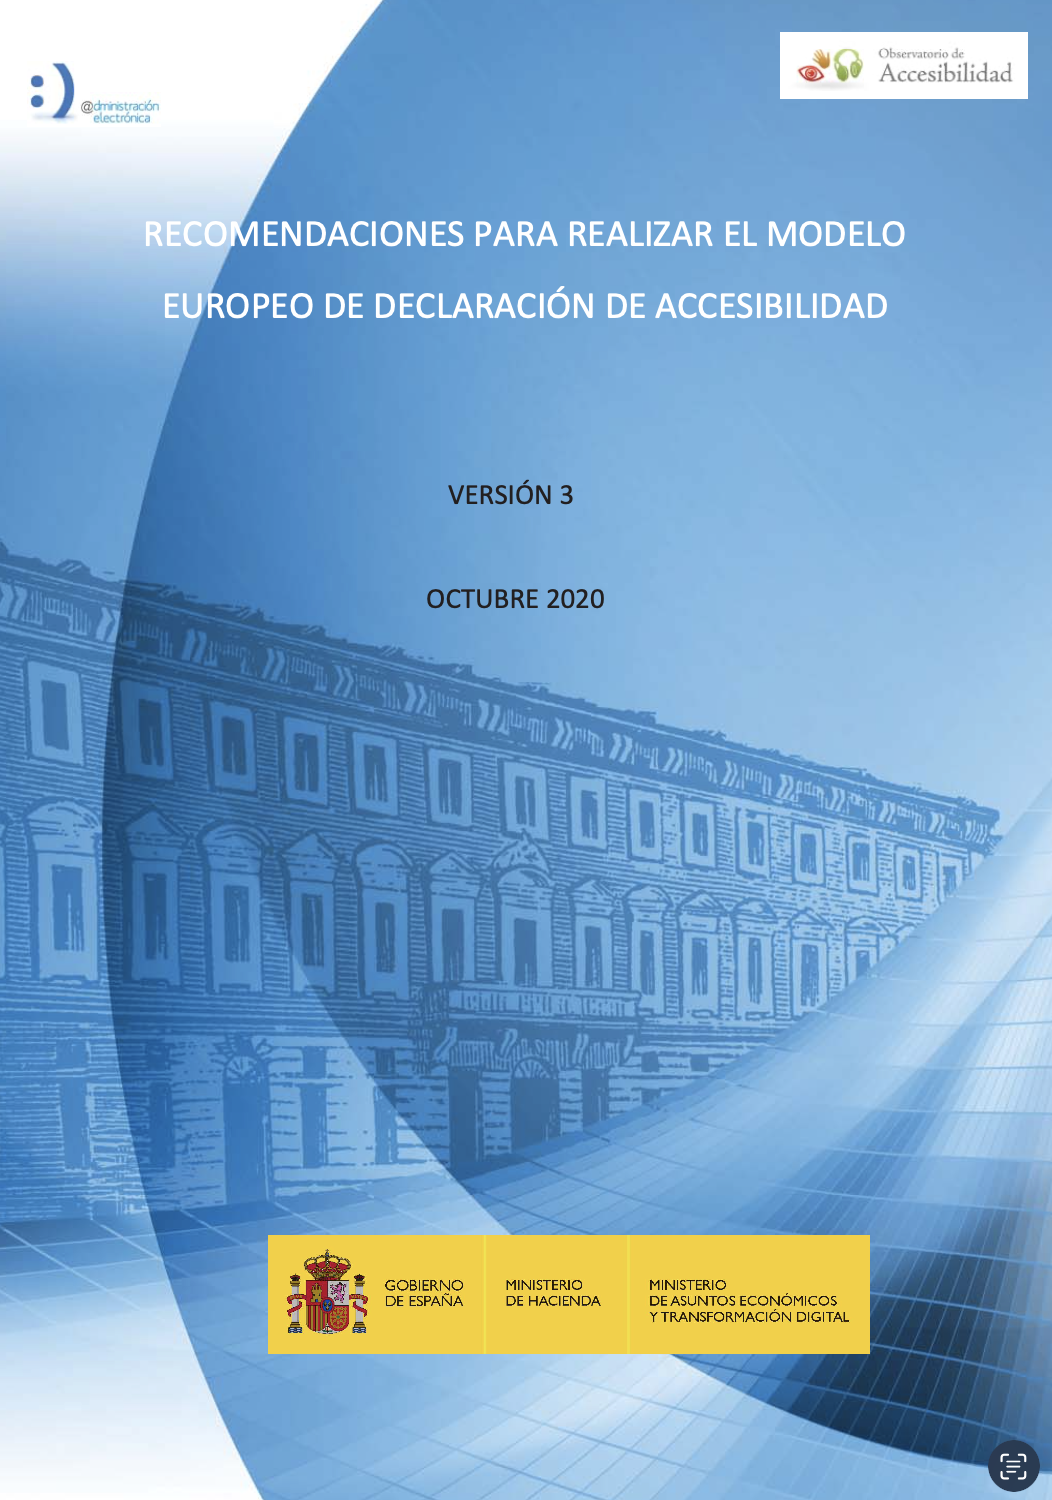 @dministración
electrónica
Observatorio de
Accesibilidad
RECOMENDACIONES PARA REALIZAR EL MODELO
EUROPEO DE DECLARACIÓN DE ACCESIBILIDAD
VERSIÓN 3
OCTUBRE 2020
GOBIERNO
DE ESPAÑA
MINISTERIO
DE HACIENDA
MINISTERIO
DE ASUNTOS ECONÓMICOS
Y TRANSFORMACIÓN DIGITAL